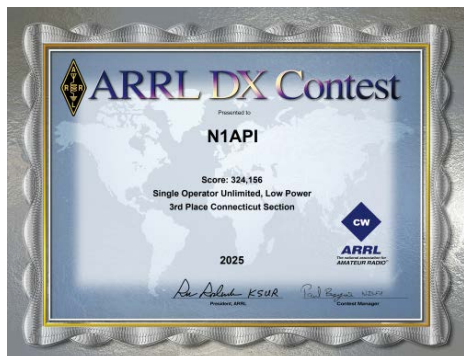 ARRL DX Contest
Presented to
N1API
Score: 324,156
Single Operator Unlimited, Low Power
3rd Place Connecticut Section
CW
ARRL
The national association for
AMATEUR RADIO
2025
K5UR
President, ARRL
Contest Manager